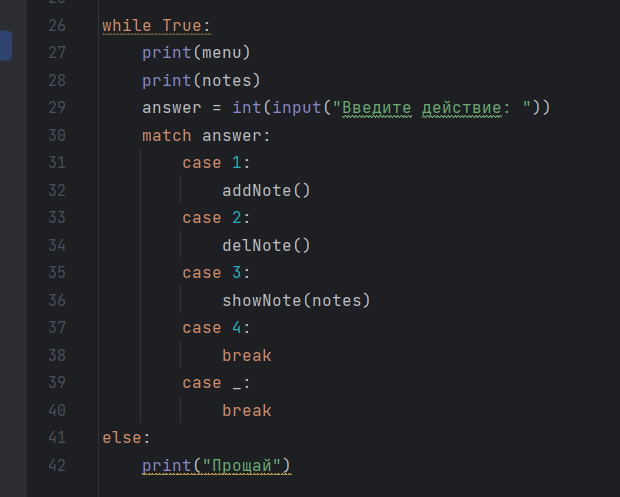 26 while True:
27     print(menu)
28     print(notes)
29     answer = int(input("Введите действие: "))
30     match answer:
31         case 1:
32             addNote()
33         case 2:
34             delNote()
35         case 3:
36             showNote(notes)
37         case 4:
38             break
39         case _:
40             break
41 else:
42     print("Прощай")